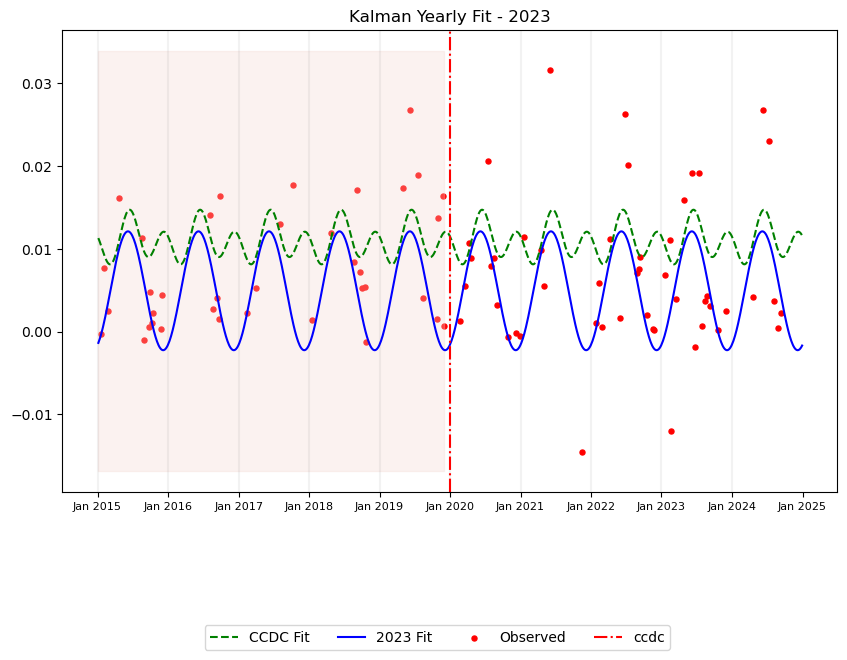 Kalman Yearly Fit - 2023
0.03
0.02
0.01
0.00
−0.01
Jan 2015 Jan 2016 Jan 2017 Jan 2018 Jan 2019 Jan 2020 Jan 2021 Jan 2022 Jan 2023 Jan 2024 Jan 2025
CCDC Fit 2023 Fit Observed ccdc